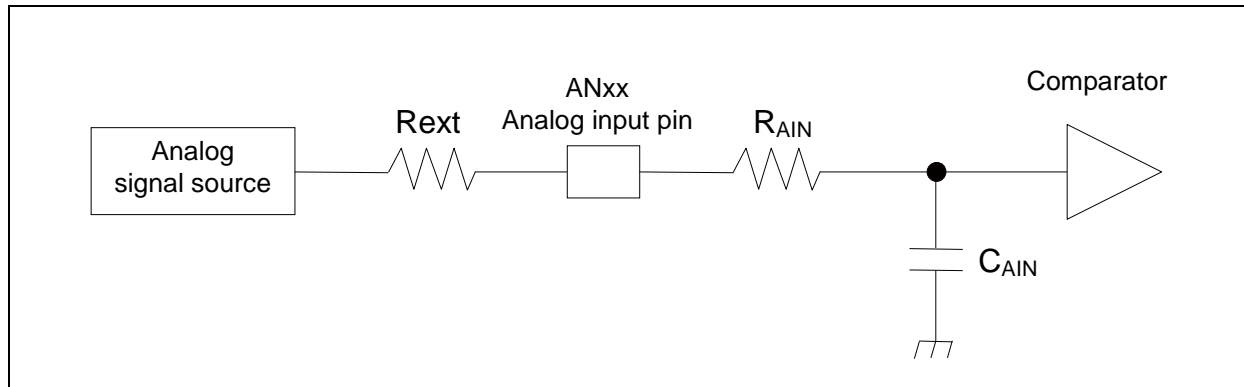 Analog
signal source
Rext
ANxx
Analog input pin
RAIN
Comparator
CAIN